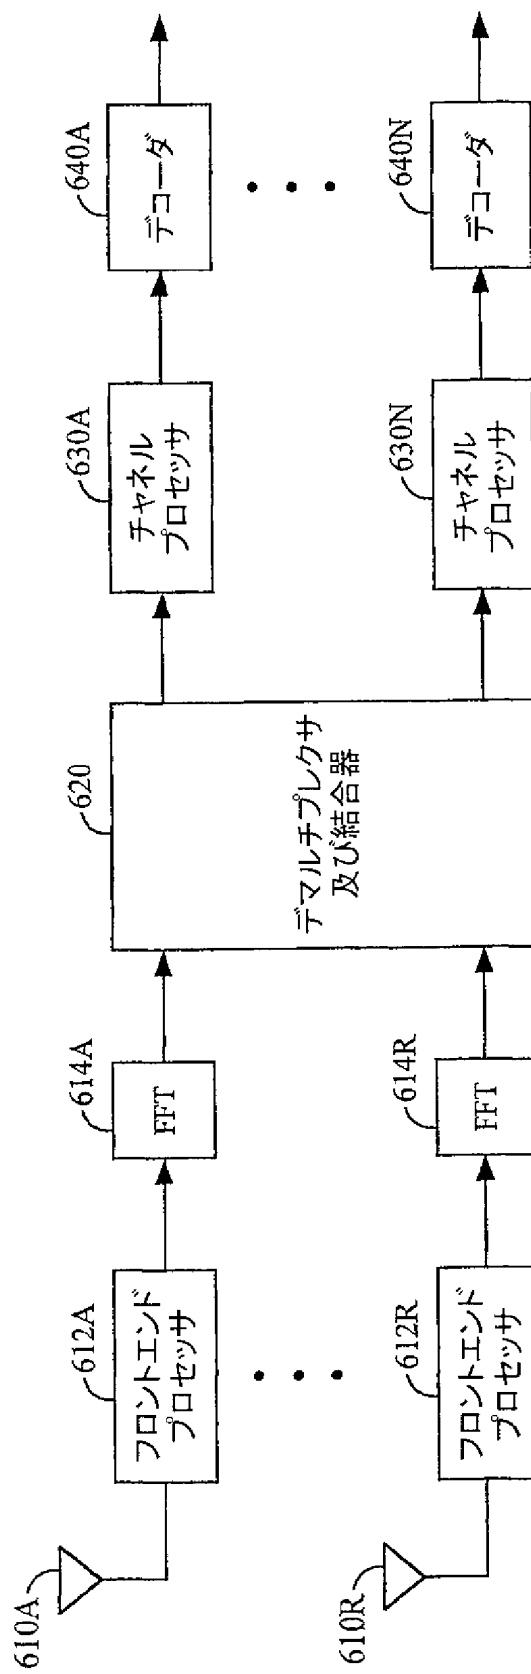 610A
612A
フロントエンド
プロセッサ
614A
FFT
620
デマルチプレクサ
及び結合器
630A
チャネル
プロセッサ
640A
デコーダ
610R
612R
フロントエンド
プロセッサ
614R
FFT
630N
チャネル
プロセッサ
640N
デコーダ